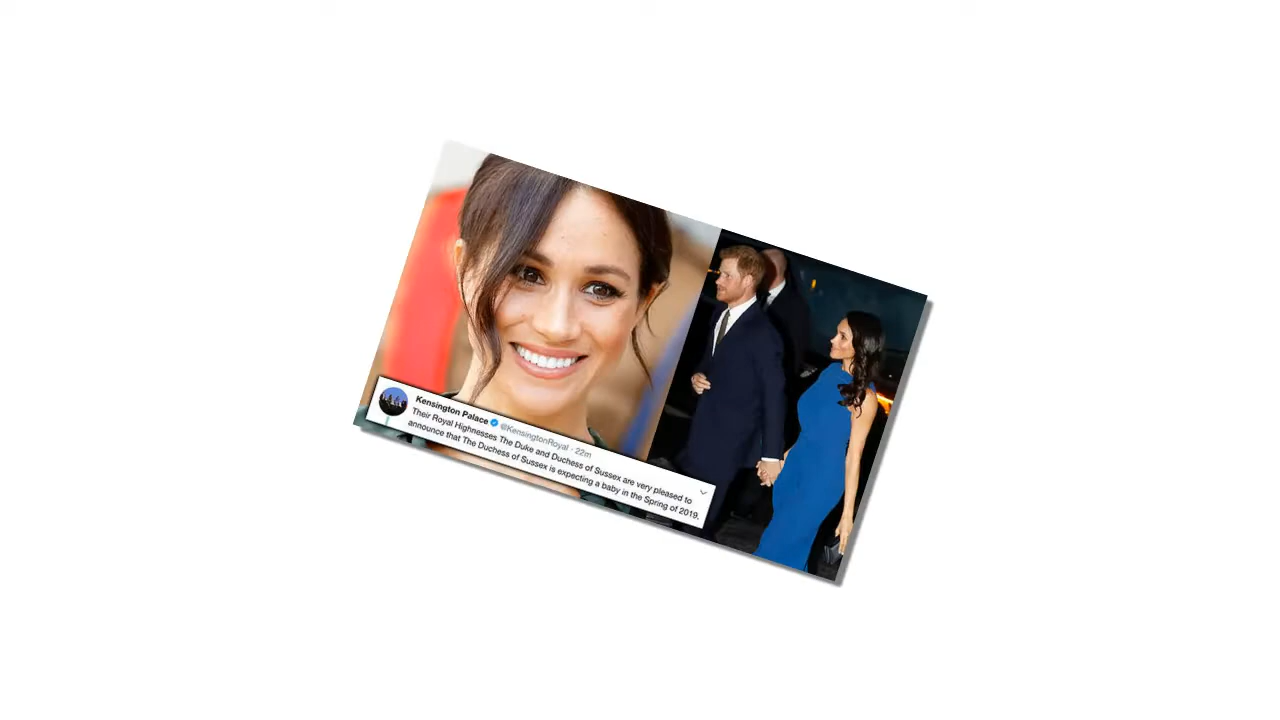 Kensington Palace @KensingtonRoyal · 22m
Their Royal Highnesses The Duke and Duchess of Sussex are very pleased to
announce that The Duchess of Sussex is expecting a baby in the Spring of 2019.